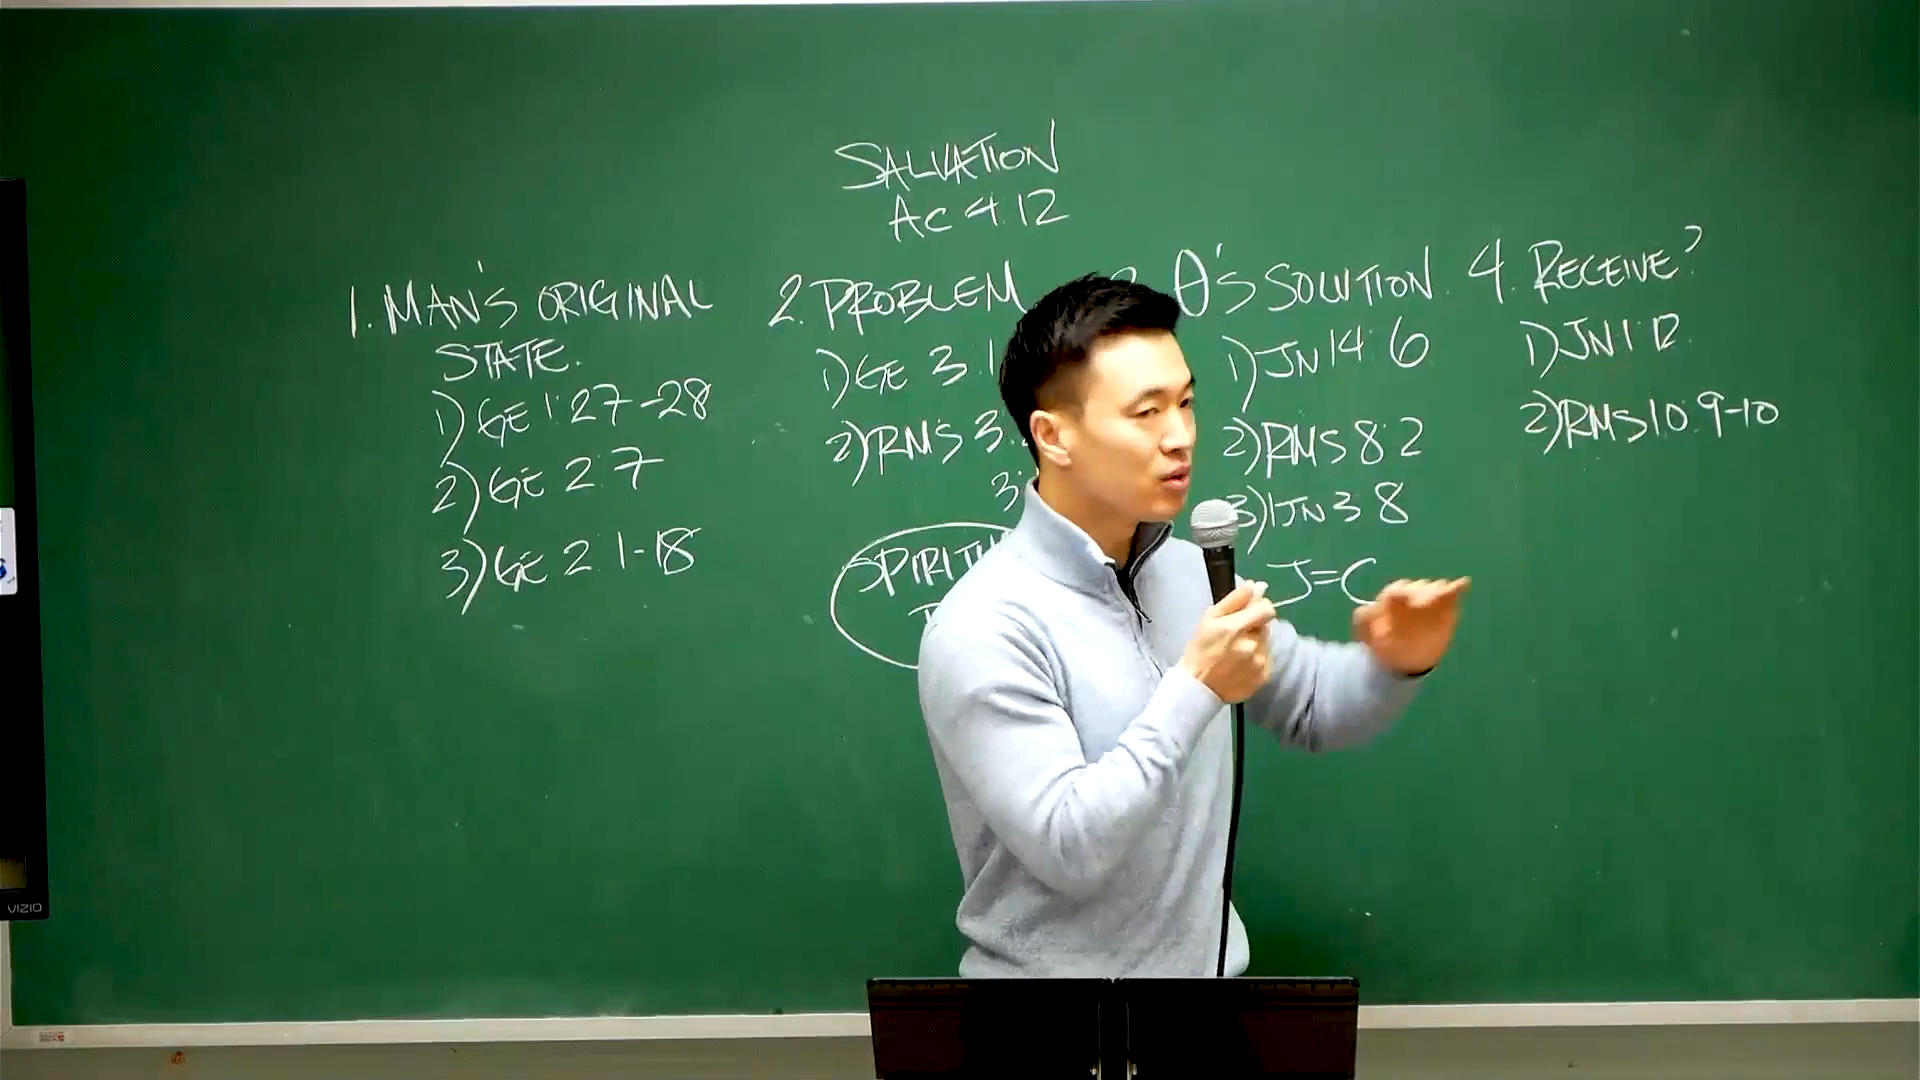 SALVATION
AC 4:12
1. MAN'S ORIGINAL
STATE.
1) GE 1:27-28
2) GE 2:7
3) GE 2:1-18
2. PROBLEM
1) GE 3:1
2) RMS 3:
3:
θ'S SOLUTION.
1) JN 14:6
2) RMS 8:2
3) 1JN 3:8
J=C
4. RECEIVE?
1) JN 1:12
2) RMS 10:9-10
VIZIO